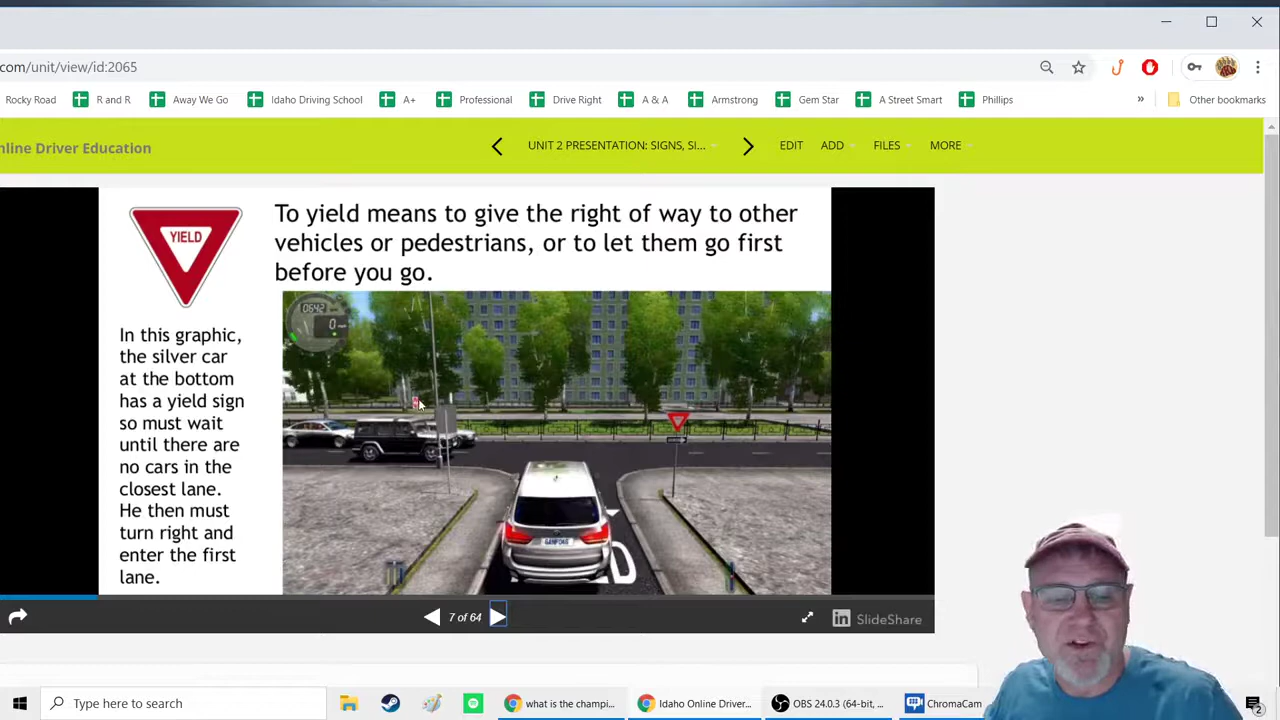 com/unit/view/id:2065
Rocky Road R and R Away We Go Idaho Driving School A+ Professional Drive Right A & A Armstrong Gem Star A Street Smart Phillips » Other bookmarks
nline Driver Education
UNIT 2 PRESENTATION: SIGNS, SI...
EDIT ADD FILES MORE
YIELD
To yield means to give the right of way to other
vehicles or pedestrians, or to let them go first
before you go.
In this graphic,
the silver car
at the bottom
has a yield sign
so must wait
until there are
no cars in the
closest lane.
He then must
turn right and
enter the first
lane.
0
7 of 64
in SlideShare
Type here to search
what is the champi...
Idaho Online Driver...
OBS 24.0.3 (64-bit, ...
ChromaCam
2